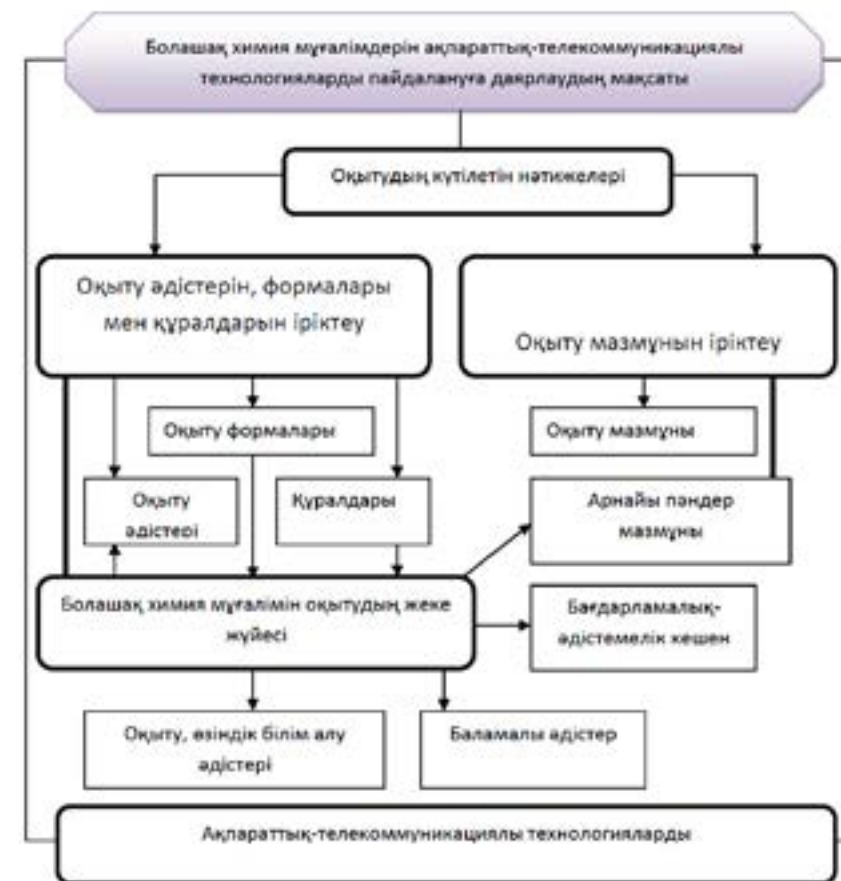 Болашақ химия мұғалімдерін ақпараттық-телекоммуникациялы
технологияларды пайдалануға даярлаудың мақсаты
Оқытудың күтілетін нәтижелері
Оқыту әдістерін, формалары
мен құралдарын іріктеу
Оқыту мазмұнын іріктеу
Оқыту формалары
Оқыту мазмұны
Оқыту
әдістері
Құралдары
Арнайы пәндер
мазмұны
Болашақ химия мұғалімін оқытудың жеке
жүйесі
Бағдарламалық-
әдістемелік кешен
Оқыту, өзіндік білім алу
әдістері
Баламалы әдістер
Ақпараттық-телекоммуникациялы технологияларды